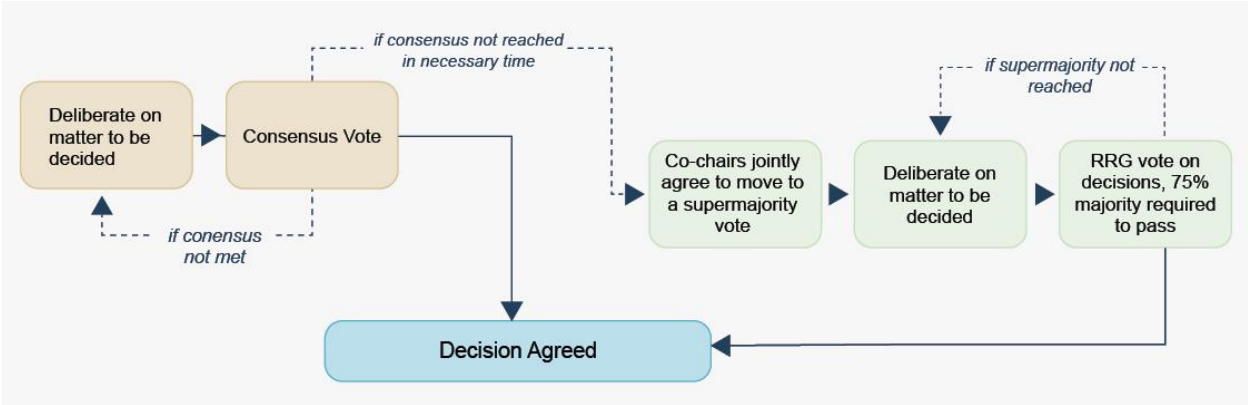 if consensus not reached
in necessary time
if supermajority not
reached
Deliberate on
matter to be
decided
Consensus Vote
Co-chairs jointly
agree to move to
a supermajority
vote
Deliberate on
matter to be
decided
RRG vote on
decisions, 75%
majority required
to pass
if conensus
not met
Decision Agreed